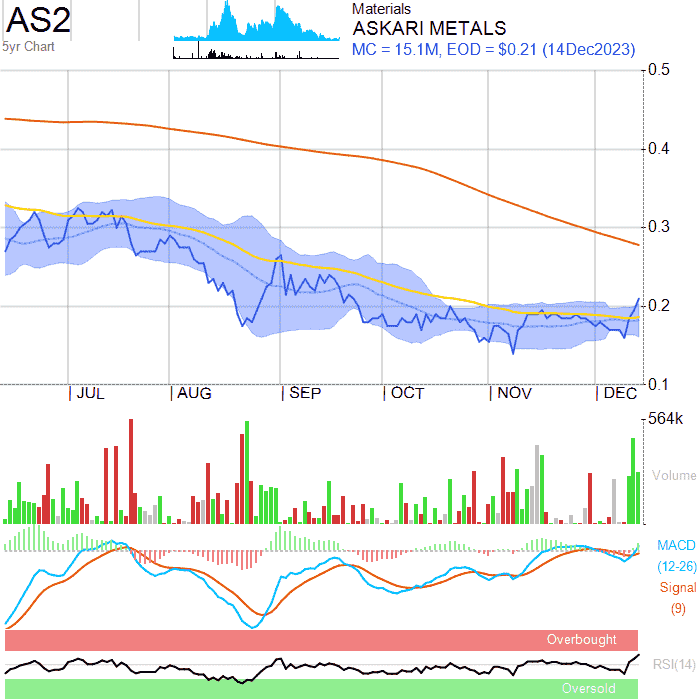 AS2
5yr Chart
Materials
ASKARI METALS
MC = 15.1M, EOD = $0.21 (14Dec2023)
0.5
0.4
0.3
0.2
0.1
JUL AUG SEP OCT NOV DEC
564k
Volume
MACD
(12-26)
Signal
(9)
Overbought
RSI(14)
Oversold